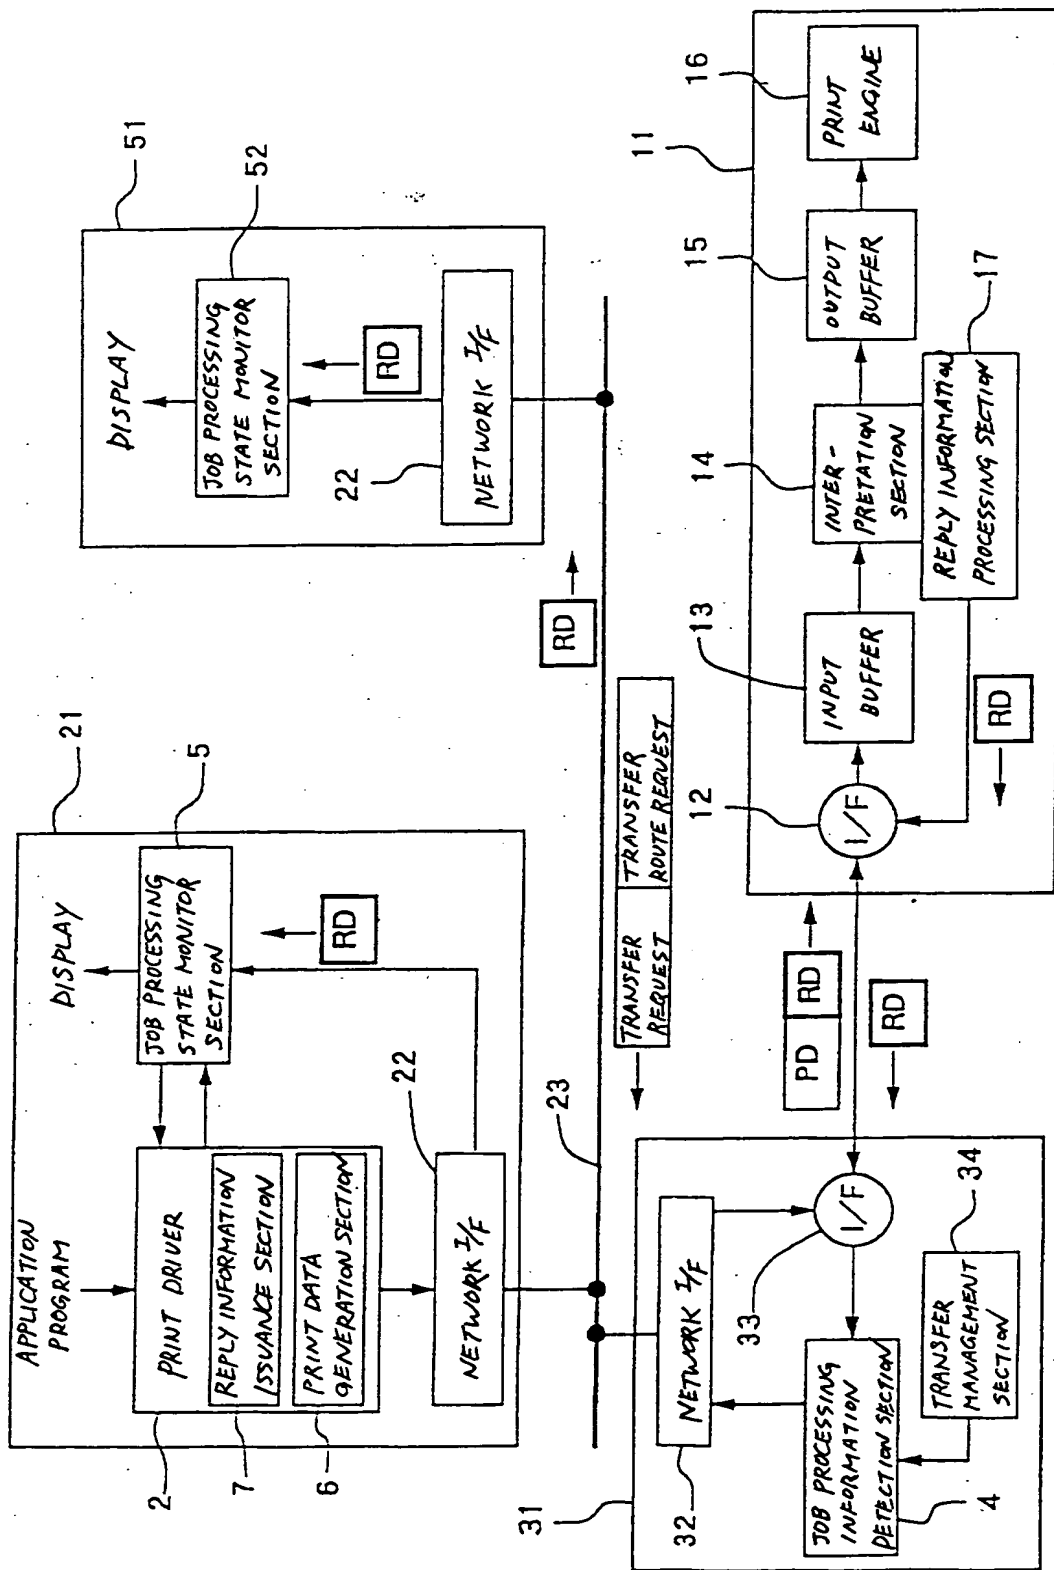 APPLICATION
PROGRAM
21
DISPLAY
5
JOB PROCESSING
STATE MONITOR
SECTION
RD
2
PRINT DRIVER
7
REPLY INFORMATION
ISSUANCE SECTION
6
PRINT DATA
GENERATION SECTION
22
NETWORK I/F
51
DISPLAY
52
JOB PROCESSING
STATE MONITOR
SECTION
RD
22
NETWORK I/F
23
RD
TRANSFER
REQUEST
TRANSFER
ROUTE REQUEST
31
32
NETWORK I/F
33
I/F
JOB PROCESSING
INFORMATION
DETECTION SECTION
4
34
TRANSFER
MANAGEMENT
SECTION
PD
RD
RD
11
12
I/F
13
INPUT
BUFFER
14
INTER-
PRETATION
SECTION
15
OUTPUT
BUFFER
16
PRINT
ENGINE
17
REPLY INFORMATION
PROCESSING SECTION
RD